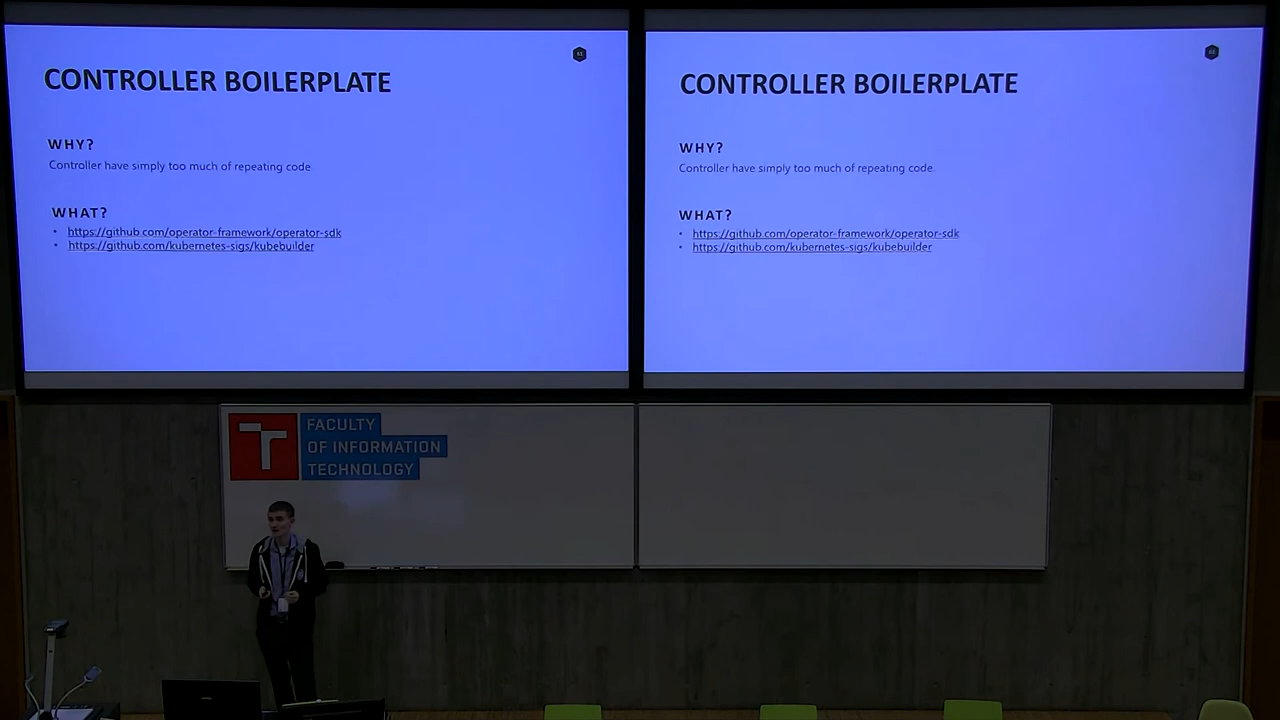 CONTROLLER BOILERPLATE
WHY?
Controller have simply too much of repeating code.
WHAT?
• https://github.com/operator-framework/operator-sdk
• https://github.com/kubernetes-sigs/kubebuilder
CONTROLLER BOILERPLATE
WHY?
Controller have simply too much of repeating code.
WHAT?
• https://github.com/operator-framework/operator-sdk
• https://github.com/kubernetes-sigs/kubebuilder
T
FACULTY
OF INFORMATION
TECHNOLOGY